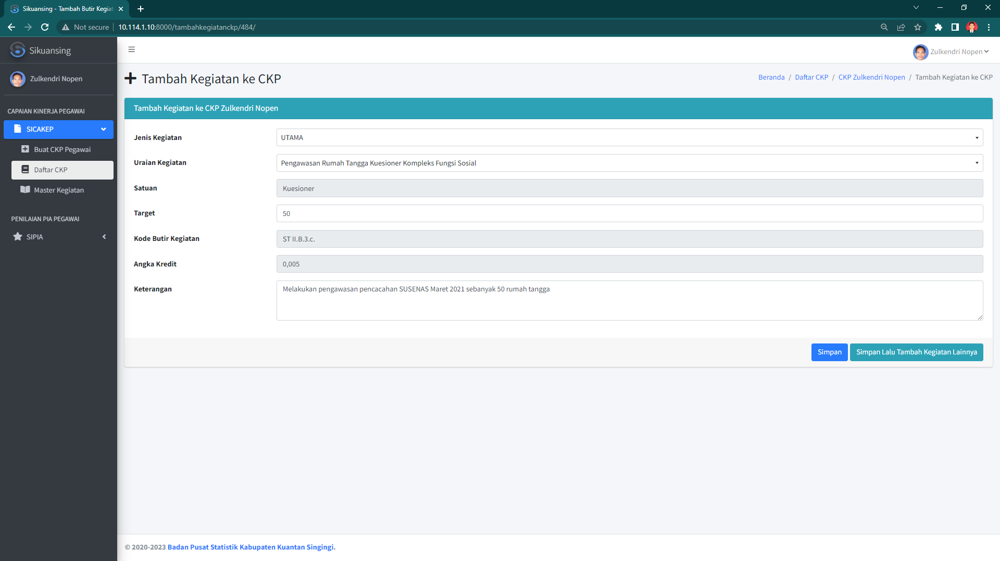 Sikuansing - Tambah Butir Kegiat
Not secure
10.114.1.10:8000/tambahkegiatanckp/484/
Sikuansing
Zulkendri Nopen
Zulkendri Nopen
CAPAIAN KINERJA PEGAWAI
SICAKEP
Buat CKP Pegawai
Daftar CKP
Master Kegiatan
PENILAIAN PIA PEGAWAI
SIPIA
Tambah Kegiatan ke CKP
Beranda / Daftar CKP / CKP Zulkendri Nopen / Tambah Kegiatan ke CKP
Tambah Kegiatan ke CKP Zulkendri Nopen
Jenis Kegiatan
UTAMA
Uraian Kegiatan
Pengawasan Rumah Tangga Kuesioner Kompleks Fungsi Sosial
Satuan
Kuesioner
Target
50
Kode Butir Kegiatan
ST II.B.3.c.
Angka Kredit
0,005
Keterangan
Melakukan pengawasan pencacahan SUSENAS Maret 2021 sebanyak 50 rumah tangga
Simpan
Simpan Lalu Tambah Kegiatan Lainnya
© 2020-2023 Badan Pusat Statistik Kabupaten Kuantan Singingi.